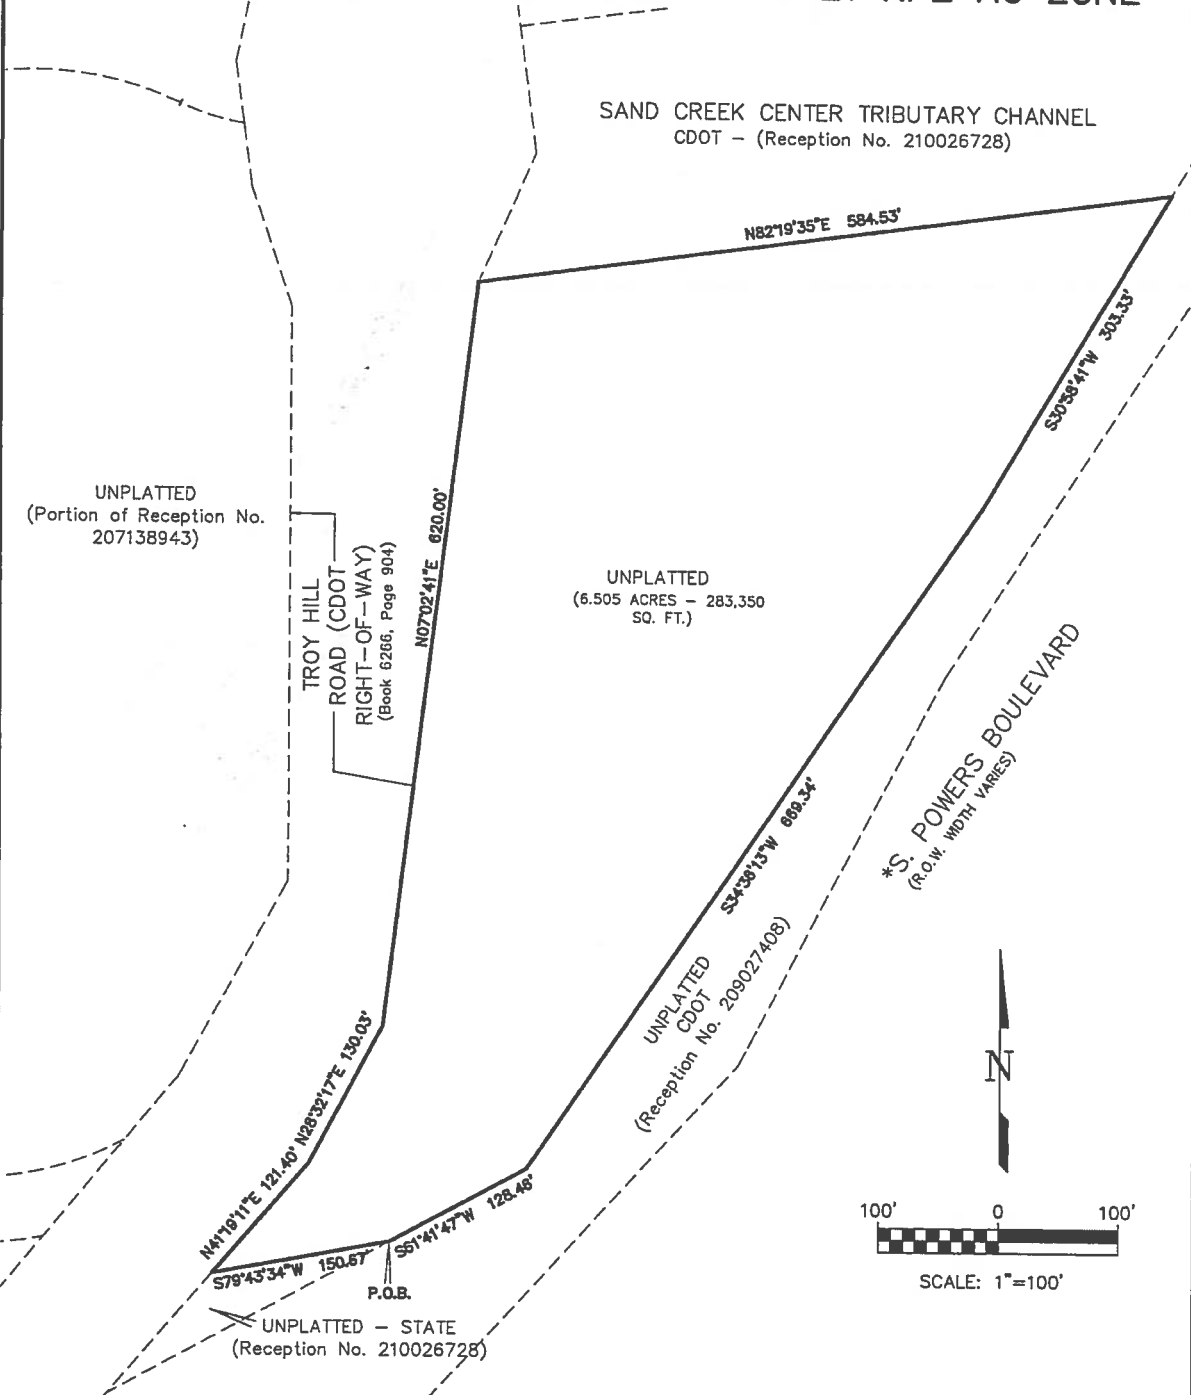 SAND CREEK CENTER TRIBUTARY CHANNEL
CDOT – (Reception No. 210026728)
N82°19'35"E 584.53'
S30°58'41"W 303.33'
UNPLATTED
(Portion of Reception No.
207138943)
N07°02'41"E 620.00'
TROY HILL
ROAD (CDOT
RIGHT–OF–WAY)
(Book 6266, Page 904)
UNPLATTED
(6.505 ACRES – 283,350
SQ. FT.)
*S. POWERS BOULEVARD
(R.O.W. WIDTH VARIES)
S34°36'13"W 669.34'
UNPLATTED
CDOT
(Reception No. 209027408)
N28°32'17"E 130.03'
N41°19'11"E 121.40'
S61°41'47"W 128.46'
S79°43'34"W 150.67'
P.O.B.
UNPLATTED – STATE
(Reception No. 210026728)
N
100' 0 100'
SCALE: 1"=100'